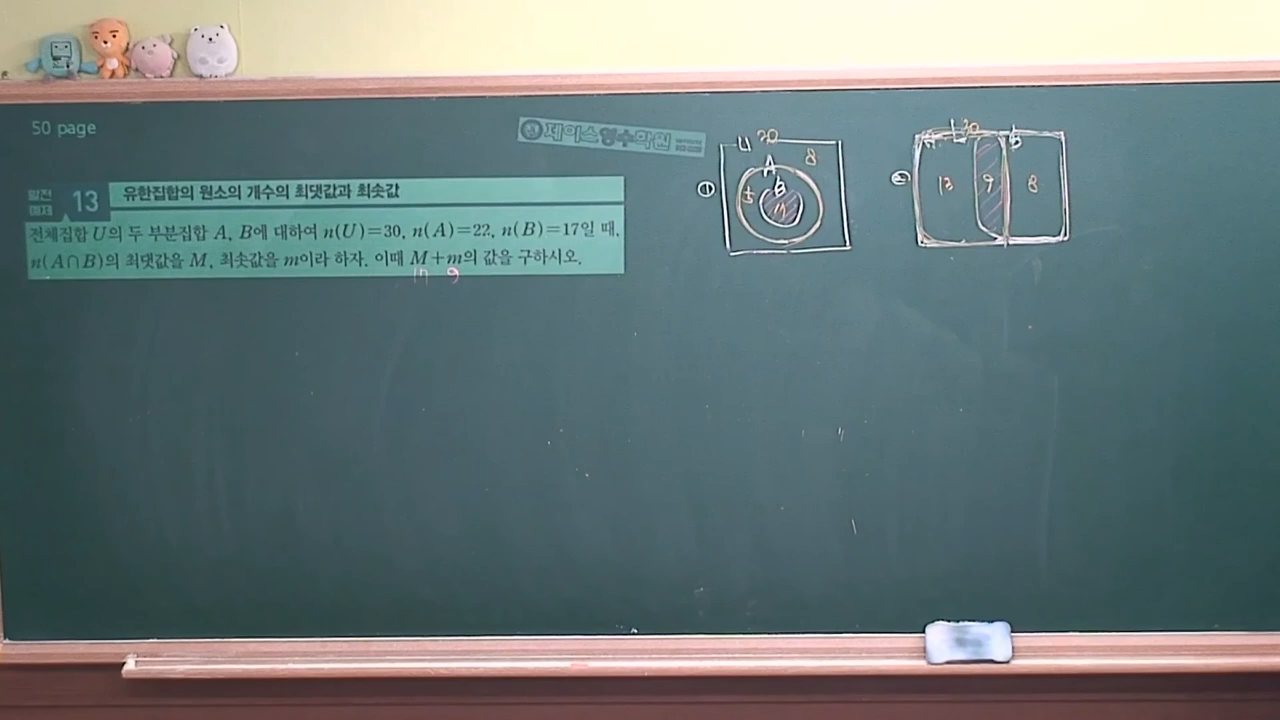 50 page
제이스영수학원
발전
예제 13 유한집합의 원소의 개수의 최댓값과 최솟값
전체집합 U의 두 부분집합 A, B에 대하여 n(U)=30, n(A)=22, n(B)=17일 때,
n(A∩B)의 최댓값을 M, 최솟값을 m이라 하자. 이때 M+m의 값을 구하시오.
17 9
① U 30 8
A
5 B
17
② U 30 B
13 9 8